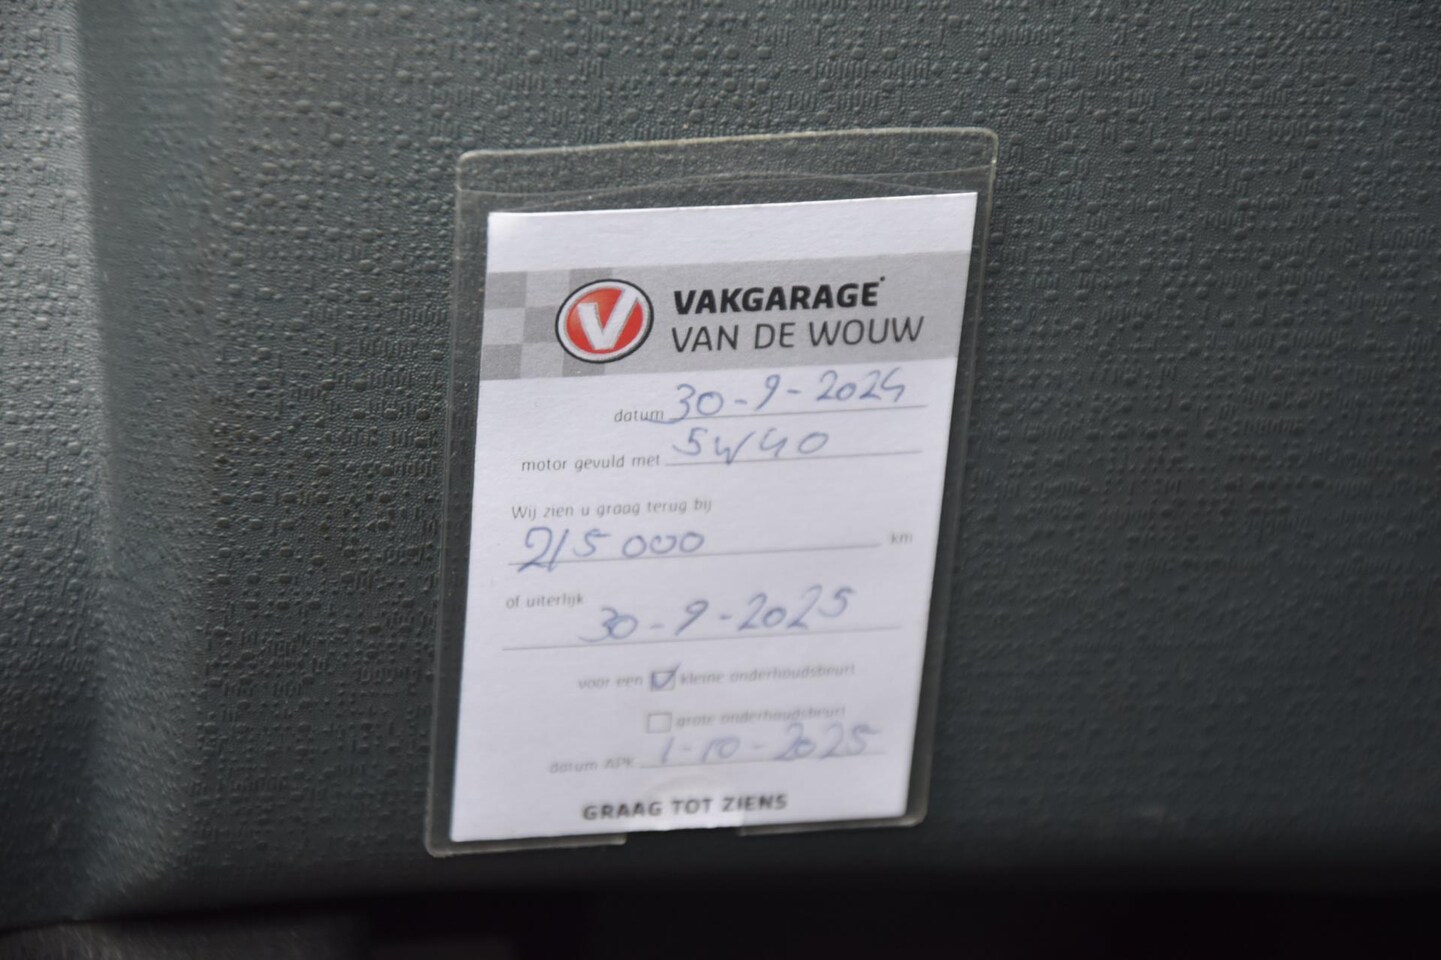 V VAKGARAGE
VAN DE WOUW
datum 30-9-2024
motor gevuld met 5W40
Wij zien u graag terug bij
215000 km
of uiterlijk
30-9-2025
voor een kleine onderhoudsbeurt
grote onderhoudsbeurt
datum APK 1-10-2025
GRAAG TOT ZIENS